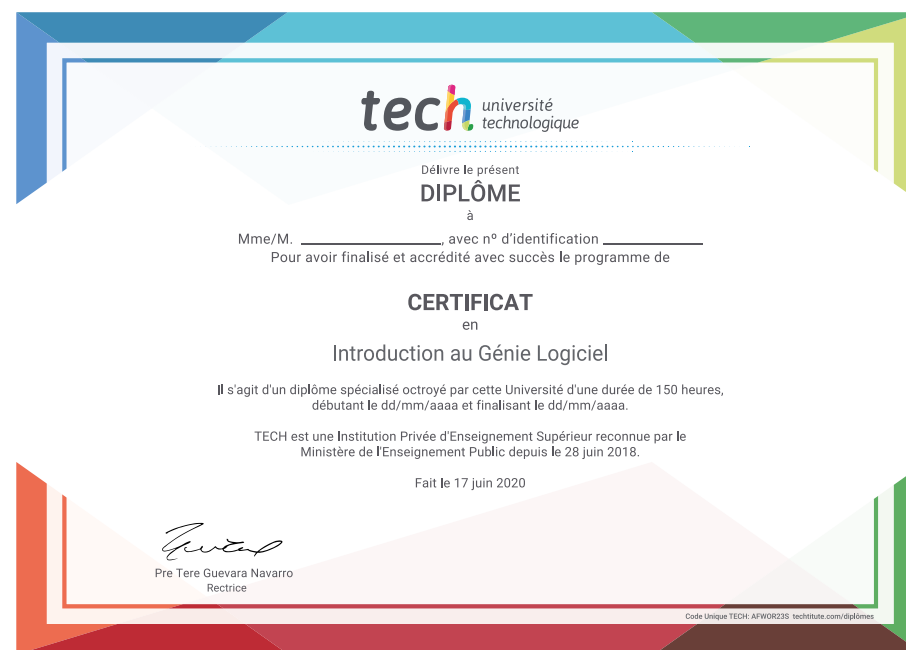 tech université
technologique
Délivre le présent
DIPLÔME
à
Mme/M. ____________________, avec nº d'identification ______________
Pour avoir finalisé et accrédité avec succès le programme de
CERTIFICAT
en
Introduction au Génie Logiciel
Il s'agit d'un diplôme spécialisé octroyé par cette Université d'une durée de 150 heures,
débutant le dd/mm/aaaa et finalisant le dd/mm/aaaa.
TECH est une Institution Privée d'Enseignement Supérieur reconnue par le
Ministère de l'Enseignement Public depuis le 28 juin 2018.
Fait le 17 juin 2020
Pre Tere Guevara Navarro
Rectrice
Code Unique TECH: AFWOR23S techtitute.com/diplômes